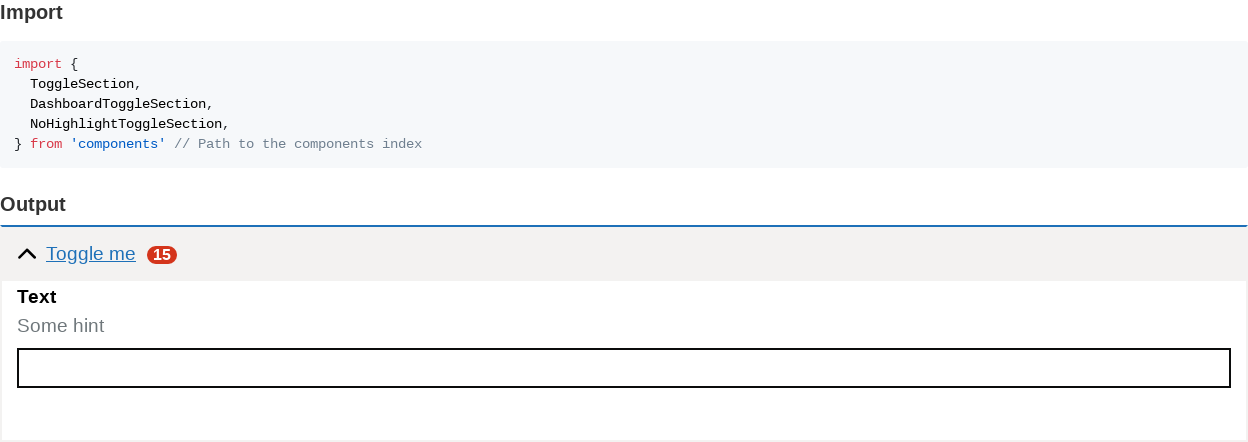 Import
import {
  ToggleSection,
  DashboardToggleSection,
  NoHighlightToggleSection,
} from 'components' // Path to the components index
Output
Toggle me 15
Text
Some hint